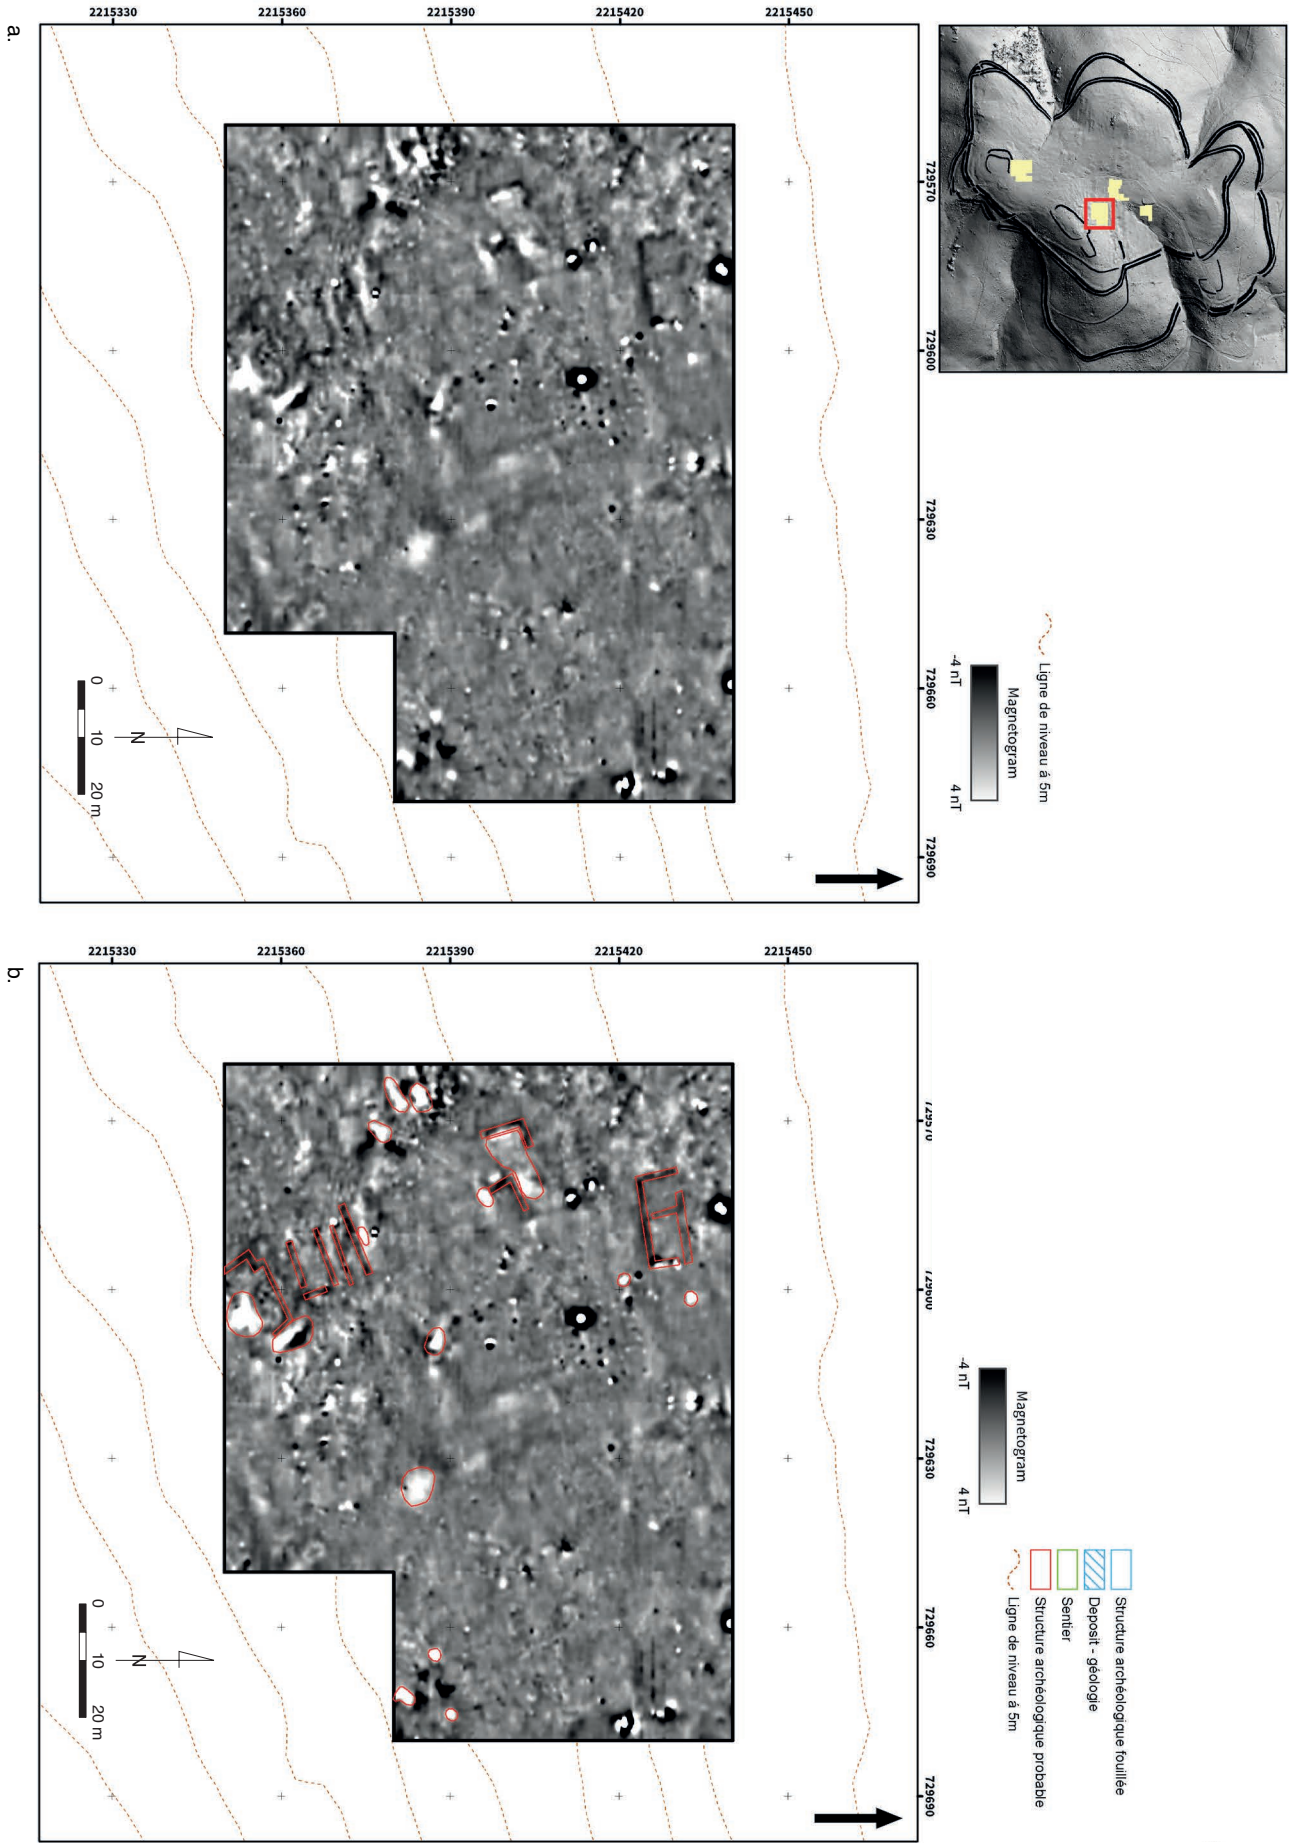 2215330 2215360 2215390 2215420 2215450
729570
729600
729630
729660
729690
Ligne de niveau á 5m
Magnetogram
-4 nT 4 nT
N
0 10 20 m
a.
2215330 2215360 2215390 2215420 2215450
729570
729600
729630
729660
729690
Magnetogram
-4 nT 4 nT
Structure archéologique fouillée
Deposit - géologie
Sentier
Structure archéologique probable
Ligne de niveau á 5m
N
0 10 20 m
b.